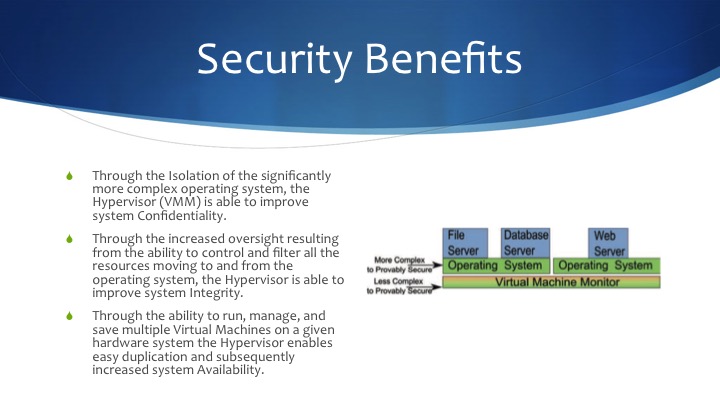 Security Benefits
Through the Isolation of the significantly
more complex operating system, the
Hypervisor (VMM) is able to improve
system Confidentiality.
Through the increased oversight resulting
from the ability to control and filter all the
resources moving to and from the
operating system, the Hypervisor is able to
improve system Integrity.
Through the ability to run, manage, and
save multiple Virtual Machines on a given
hardware system the Hypervisor enables
easy duplication and subsequently
increased system Availability.
File
Server
Database
Server
Web
Server
More Complex
to Provably Secure
Operating System
Operating System
Less Complex
to Provably Secure
Virtual Machine Monitor